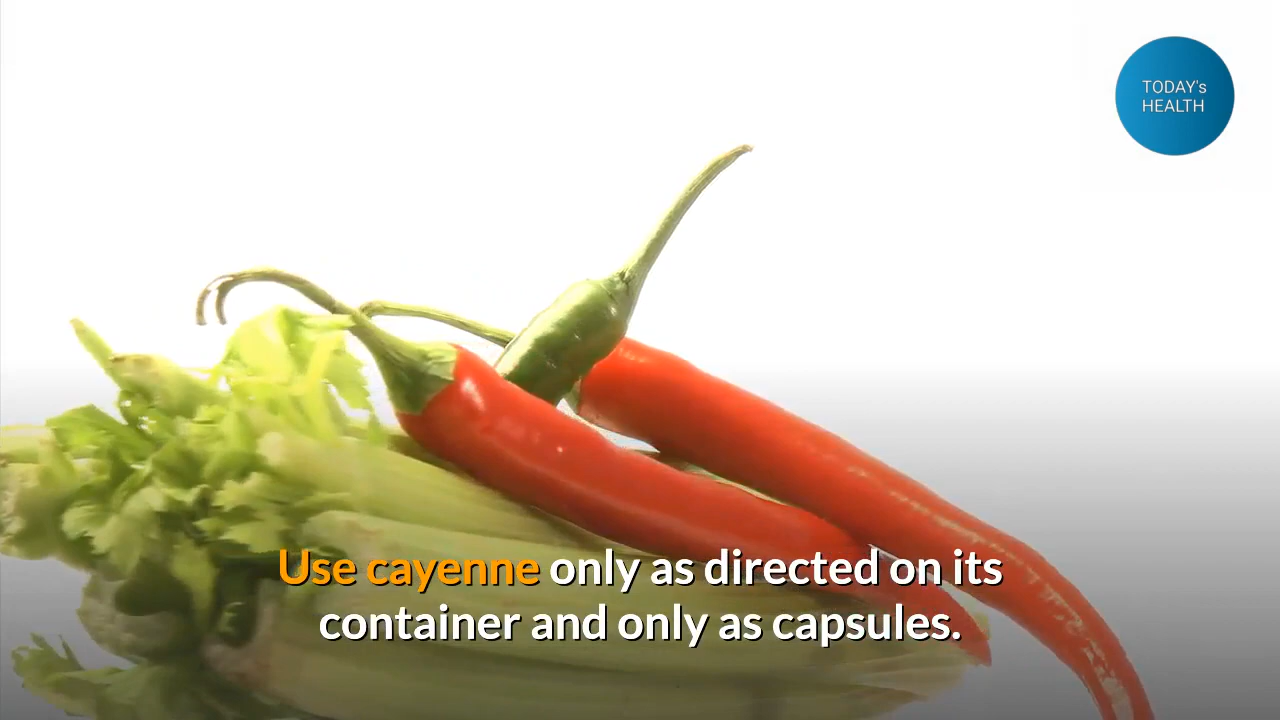 TODAY's
HEALTH
Use cayenne only as directed on its
container and only as capsules.